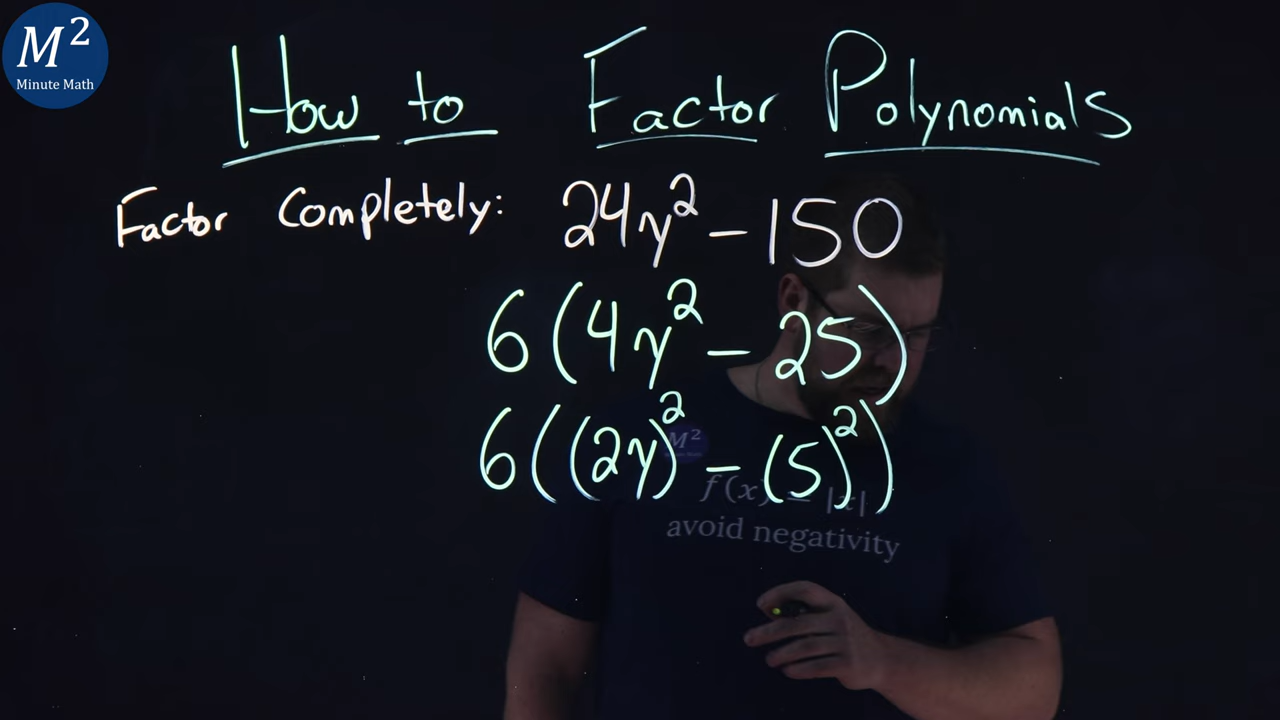 M²
Minute Math
How to Factor Polynomials
Factor Completely: 24y² - 150
6(4y² - 25)
6((2y)² - (5)²)
M²
f(x) = |x|
avoid negativity